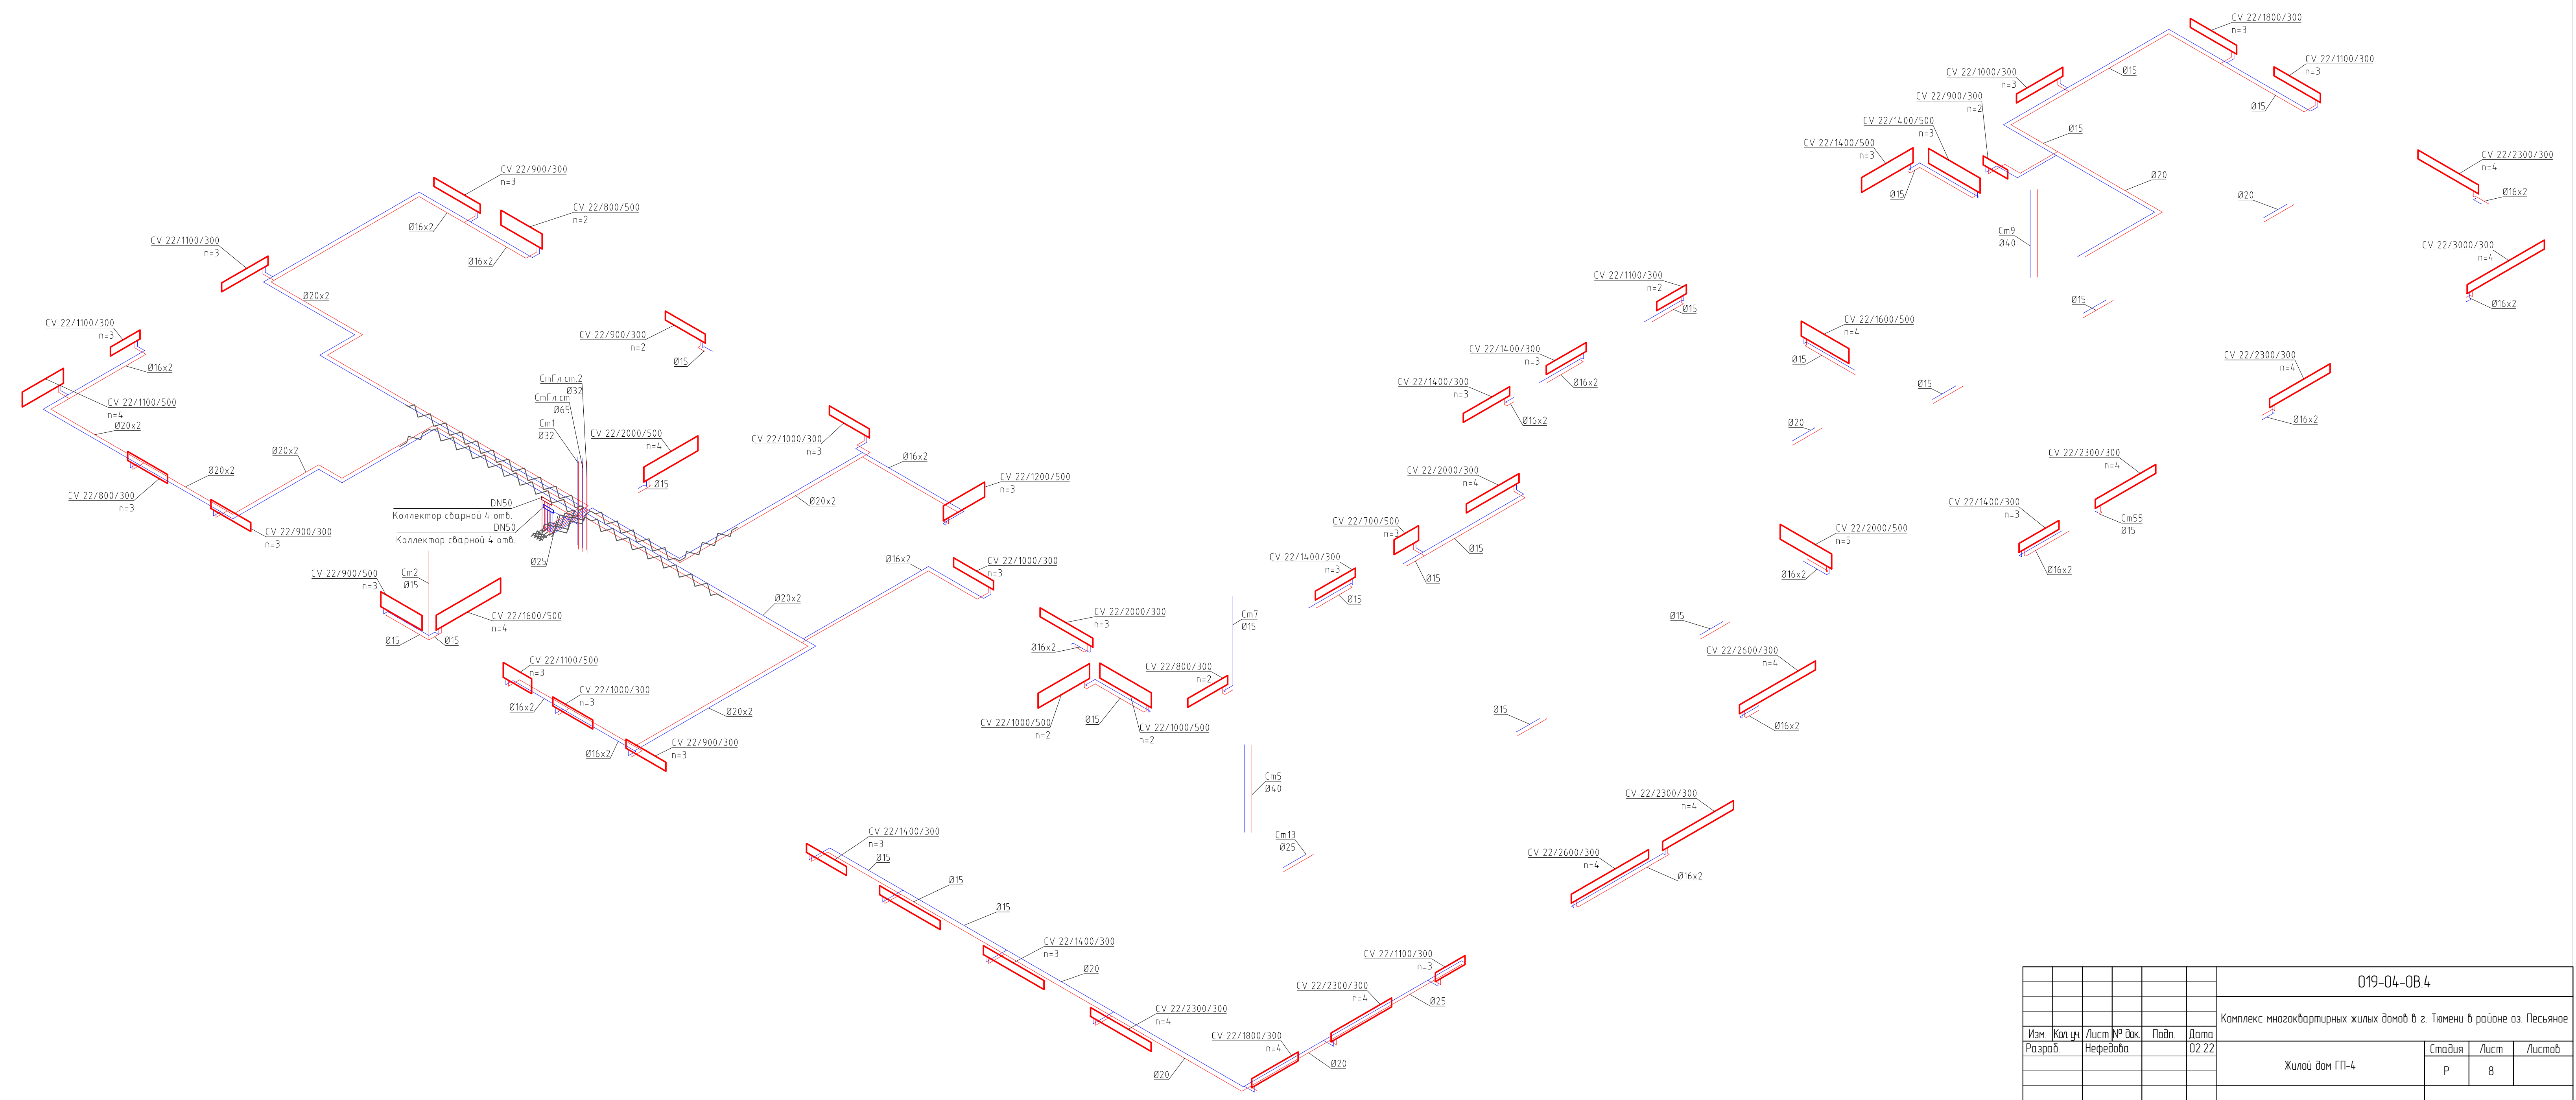 CV 22/1800/300
n=3
CV 22/1100/300
n=3
CV 22/1000/300
n=3
Ø15
CV 22/900/300
n=2
Ø15
CV 22/1400/500
n=3
Ø15
CV 22/1400/500
n=3
Ø15
CV 22/2300/300
n=4
Ø16x2
Ø20
Ø20
Ст9
Ø40
CV 22/3000/300
n=4
Ø16x2
Ø15
CV 22/900/300
n=3
CV 22/800/500
n=2
Ø16x2
Ø16x2
CV 22/1100/300
n=3
Ø20x2
CV 22/1100/300
n=3
Ø16x2
CV 22/1100/500
n=4
Ø20x2
Ø20x2
Ø20x2
CV 22/800/300
n=3
CV 22/900/300
n=3
CV 22/900/300
n=2
Ø15
СтГл.ст.2
Ø32
СтГл.ст
Ø65
Ст1
Ø32
CV 22/2000/500
n=4
Ø15
DN50
Коллектор сварной 4 отв.
DN50
Коллектор сварной 4 отв.
Ø25
CV 22/1000/300
n=3
Ø16x2
CV 22/1200/500
n=3
Ø20x2
CV 22/900/500
n=3
Ст2
Ø15
CV 22/1600/500
n=4
Ø15
Ø15
Ø16x2
CV 22/1000/300
n=3
Ø20x2
CV 22/1100/500
n=3
CV 22/1000/300
n=3
Ø16x2
Ø20x2
CV 22/900/300
n=3
Ø16x2
CV 22/2000/300
n=3
Ø16x2
CV 22/800/300
n=2
CV 22/1000/500
n=2
Ø15
CV 22/1000/500
n=2
Ст7
Ø15
Ст5
Ø40
Ст13
Ø25
CV 22/1100/300
n=2
Ø15
CV 22/1400/300
n=3
Ø16x2
CV 22/1400/300
n=3
Ø16x2
CV 22/2000/300
n=4
CV 22/700/500
n=3
Ø15
Ø15
CV 22/1400/300
n=3
Ø15
CV 22/1600/500
n=4
Ø15
Ø15
Ø20
CV 22/2300/300
n=4
Ø16x2
CV 22/2300/300
n=4
Ст55
Ø15
CV 22/1400/300
n=3
Ø16x2
CV 22/2000/500
n=5
Ø16x2
Ø15
CV 22/2600/300
n=4
Ø16x2
Ø15
CV 22/2300/300
n=4
CV 22/2600/300
n=4
Ø16x2
CV 22/1400/300
n=3
Ø15
Ø15
Ø15
CV 22/1400/300
n=3
Ø20
CV 22/2300/300
n=4
Ø20
CV 22/1800/300
n=4
Ø20
CV 22/2300/300
n=4
CV 22/1100/300
n=3
Ø25
019-04-ОВ.4
Комплекс многоквартирных жилых домов в г. Тюмени в районе оз. Песьяное
Изм. Кол.уч. Лист № док. Подп. Дата
Разраб. Нефедова 02.22
Жилой дом ГП-4
Стадия Лист Листов
Р 8